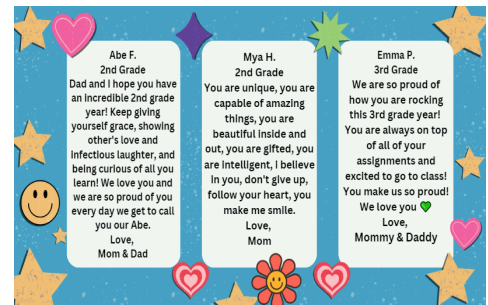 Abe F.
2nd Grade
Dad and I hope you have
an incredible 2nd grade
year! Keep giving
yourself grace, showing
other's love and
infectious laughter, and
being curious of all you
learn! We love you and
we are so proud of you
every day we get to call
you our Abe.
Love,
Mom & Dad
Mya H.
2nd Grade
You are unique, you are
capable of amazing
things, you are
beautiful inside and
out, you are gifted, you
are intelligent, i believe
in you, don't give up,
follow your heart, you
make me smile.
Love,
Mom
Emma P.
3rd Grade
We are so proud of
how you are rocking
this 3rd grade year!
You are always on top
of all of your
assignments and
excited to go to class!
You make us so proud!
We love you 💚
Love,
Mommy & Daddy